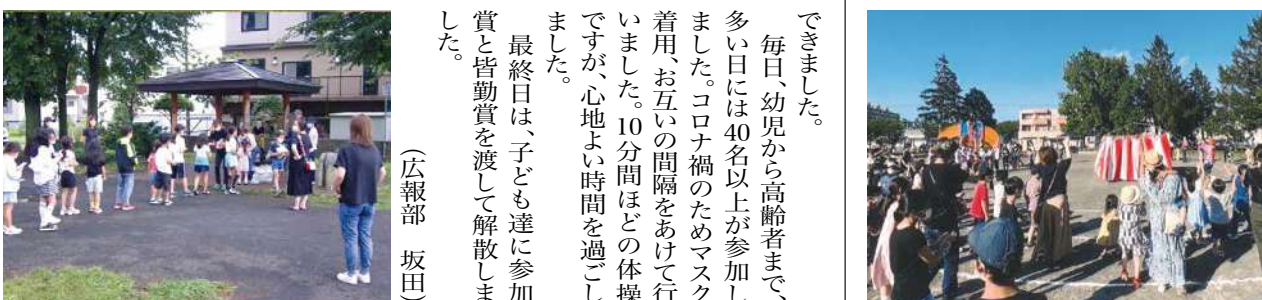 できました。
毎日、幼児から高齢者まで、
多い日には40名以上が参加し
ました。コロナ禍のためマスク
着用、お互いの間隔をあけて行
いました。10分間ほどの体操
ですが、心地よい時間を過ごし
ました。
最終日は、子ども達に参加
賞と皆勤賞を渡して解散しま
した。
（広報部　坂田）